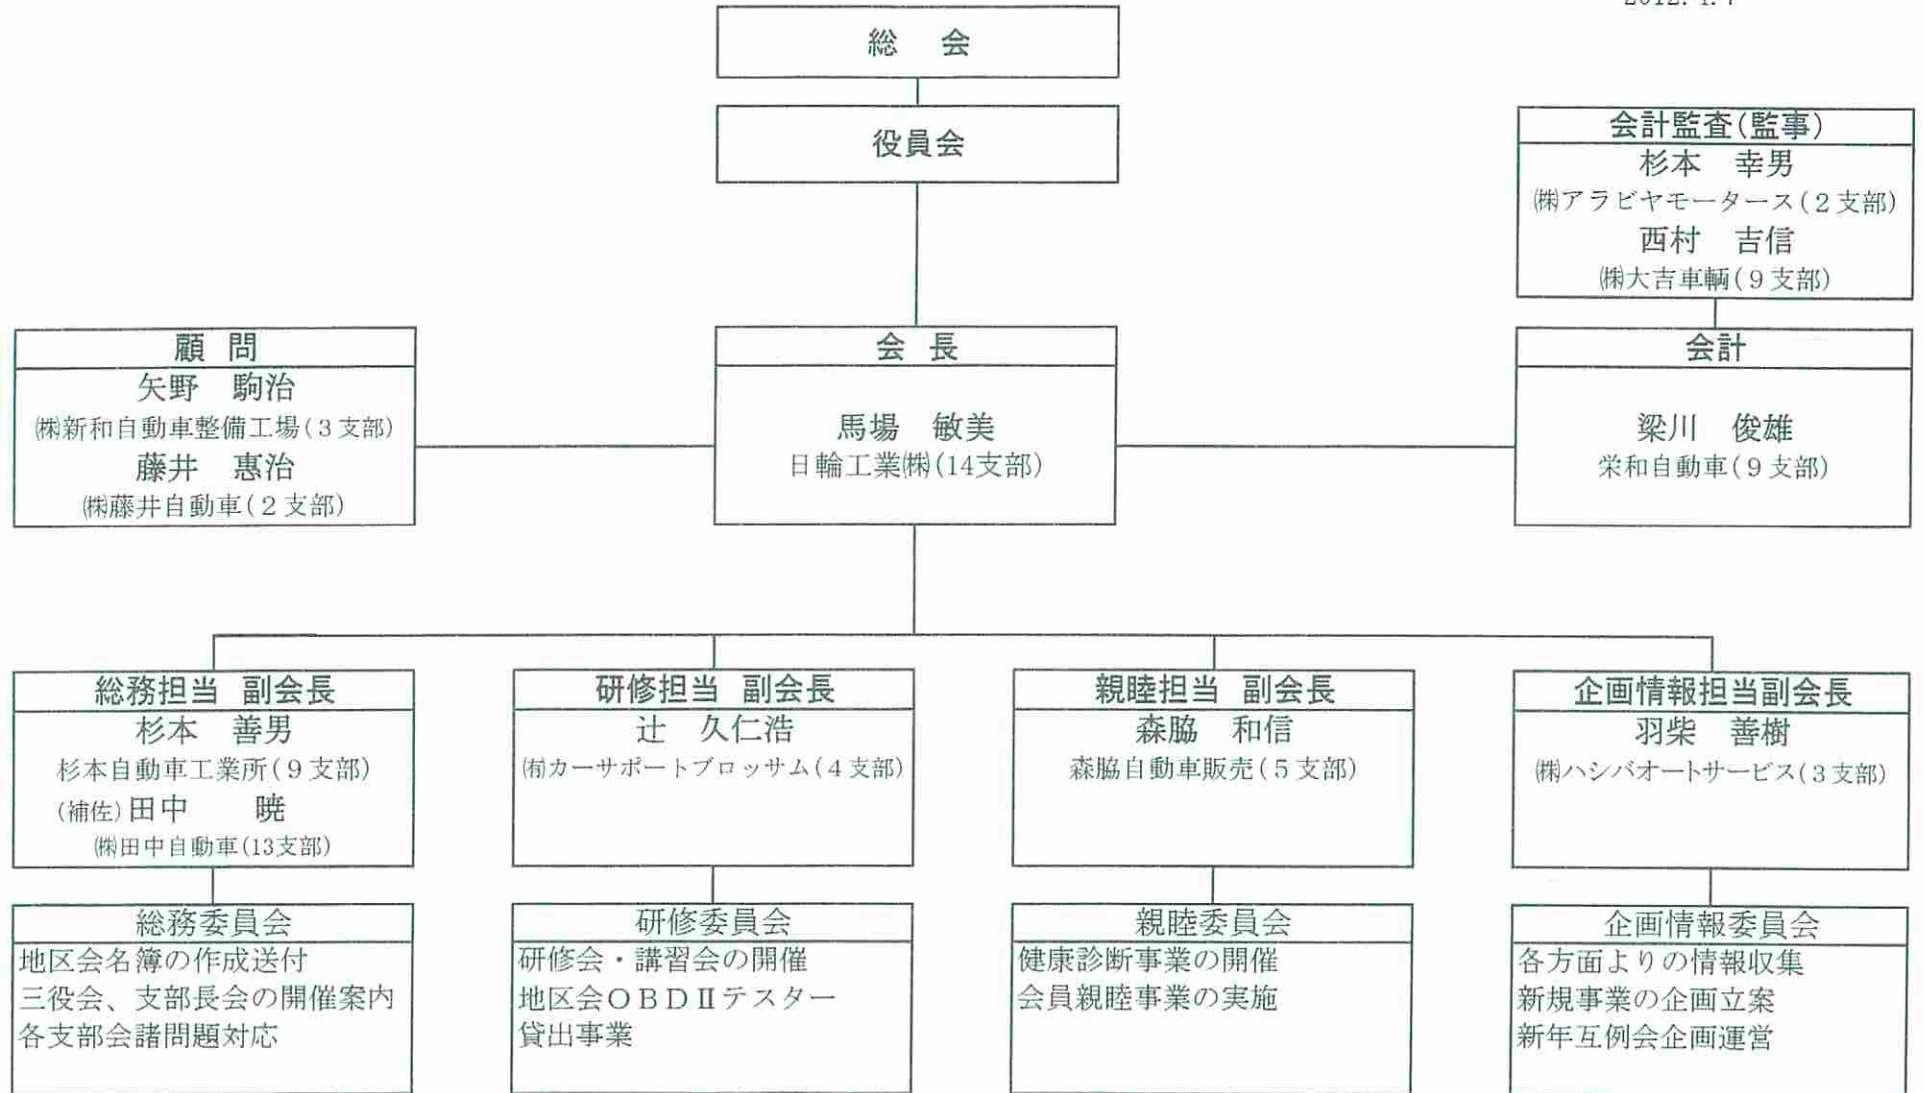 総　会
役員会
会計監査(監事)
杉本　幸男
㈱アラビヤモータース(2支部)
西村　吉信
㈱大吉車輌(9支部)
顧 問
矢野　駒治
㈱新和自動車整備工場(3支部)
藤井　惠治
㈱藤井自動車(2支部)
会 長
馬場　敏美
日輪工業㈱(14支部)
会計
梁川　俊雄
栄和自動車(9支部)
総務担当 副会長
杉本　善男
杉本自動車工業所(9支部)
(補佐)田中　　暁
㈱田中自動車(13支部)
研修担当 副会長
辻　久仁浩
㈲カーサポートブロッサム(4支部)
親睦担当 副会長
森脇　和信
森脇自動車販売(5支部)
企画情報担当副会長
羽柴　善樹
㈱ハシバオートサービス(3支部)
総務委員会
地区会名簿の作成送付
三役会、支部長会の開催案内
各支部会諸問題対応
研修委員会
研修会・講習会の開催
地区会ＯＢＤⅡテスター
貸出事業
親睦委員会
健康診断事業の開催
会員親睦事業の実施
企画情報委員会
各方面よりの情報収集
新規事業の企画立案
新年互例会企画運営